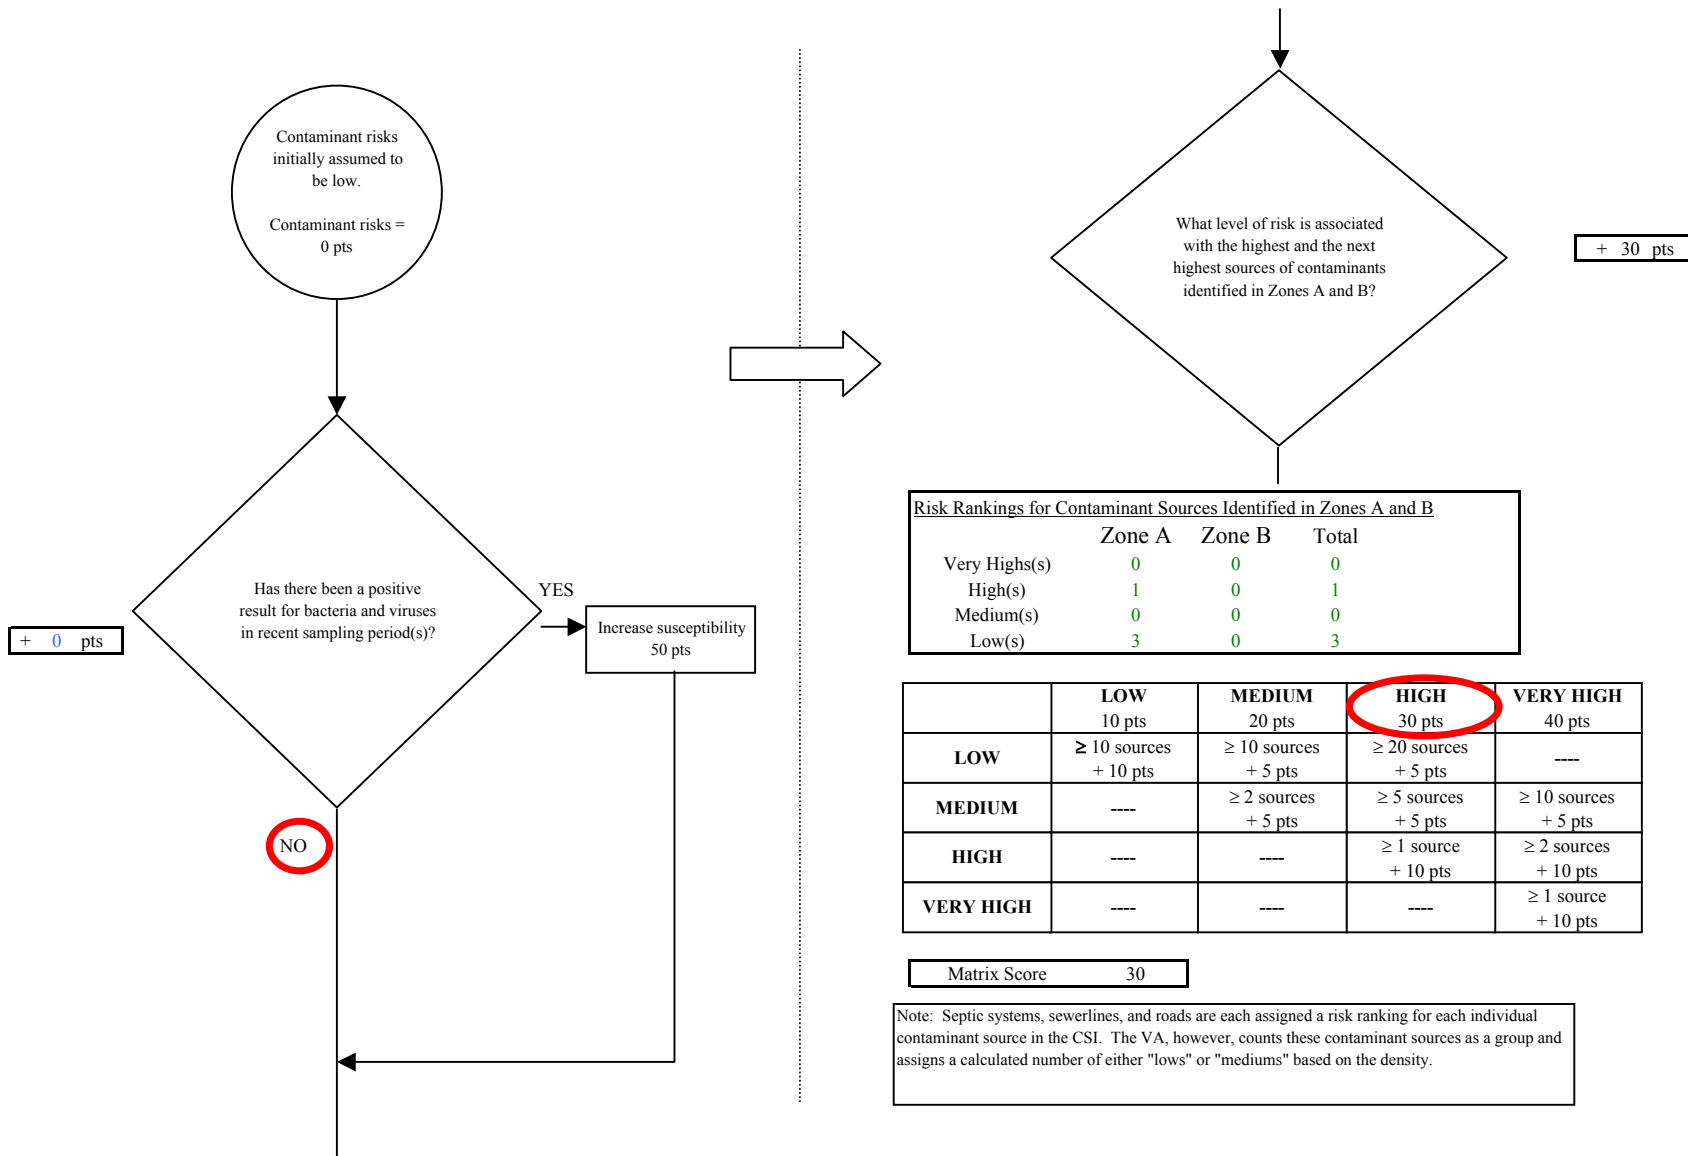 Contaminant risks
initially assumed to
be low.
Contaminant risks =
0 pts
Has there been a positive
result for bacteria and viruses
in recent sampling period(s)?
YES
+ 0 pts
Increase susceptibility
50 pts
NO
What level of risk is associated
with the highest and the next
highest sources of contaminants
identified in Zones A and B?
+ 30 pts
Risk Rankings for Contaminant Sources Identified in Zones A and B
Zone A Zone B Total
Very Highs(s) 0 0 0
High(s) 1 0 1
Medium(s) 0 0 0
Low(s) 3 0 3
LOW MEDIUM HIGH VERY HIGH
10 pts 20 pts 30 pts 40 pts
LOW ≥ 10 sources + 10 pts ≥ 10 sources + 5 pts ≥ 20 sources + 5 pts ----
MEDIUM ---- ≥ 2 sources + 5 pts ≥ 5 sources + 5 pts ≥ 10 sources + 5 pts
HIGH ---- ---- ≥ 1 source + 10 pts ≥ 2 sources + 10 pts
VERY HIGH ---- ---- ---- ≥ 1 source + 10 pts
Matrix Score 30
Note: Septic systems, sewerlines, and roads are each assigned a risk ranking for each individual
contaminant source in the CSI. The VA, however, counts these contaminant sources as a group and
assigns a calculated number of either "lows" or "mediums" based on the density.